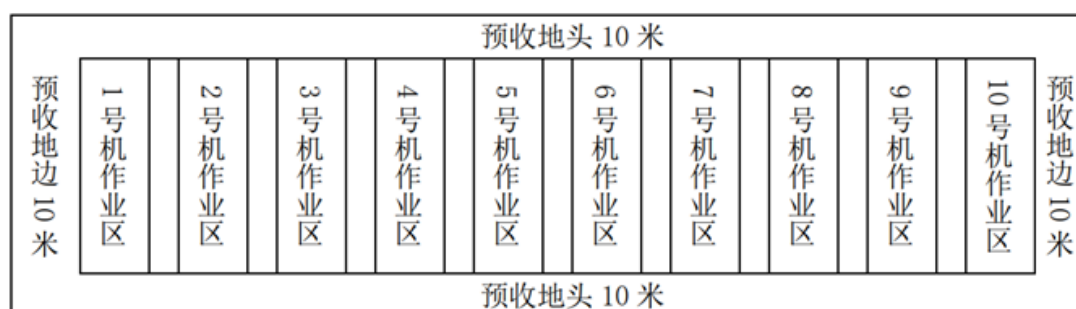 预收地头 10 米
预收地边 10 米
1 号机作业区
2 号机作业区
3 号机作业区
4 号机作业区
5 号机作业区
6 号机作业区
7 号机作业区
8 号机作业区
9 号机作业区
10 号机作业区
预收地边 10 米
预收地头 10 米